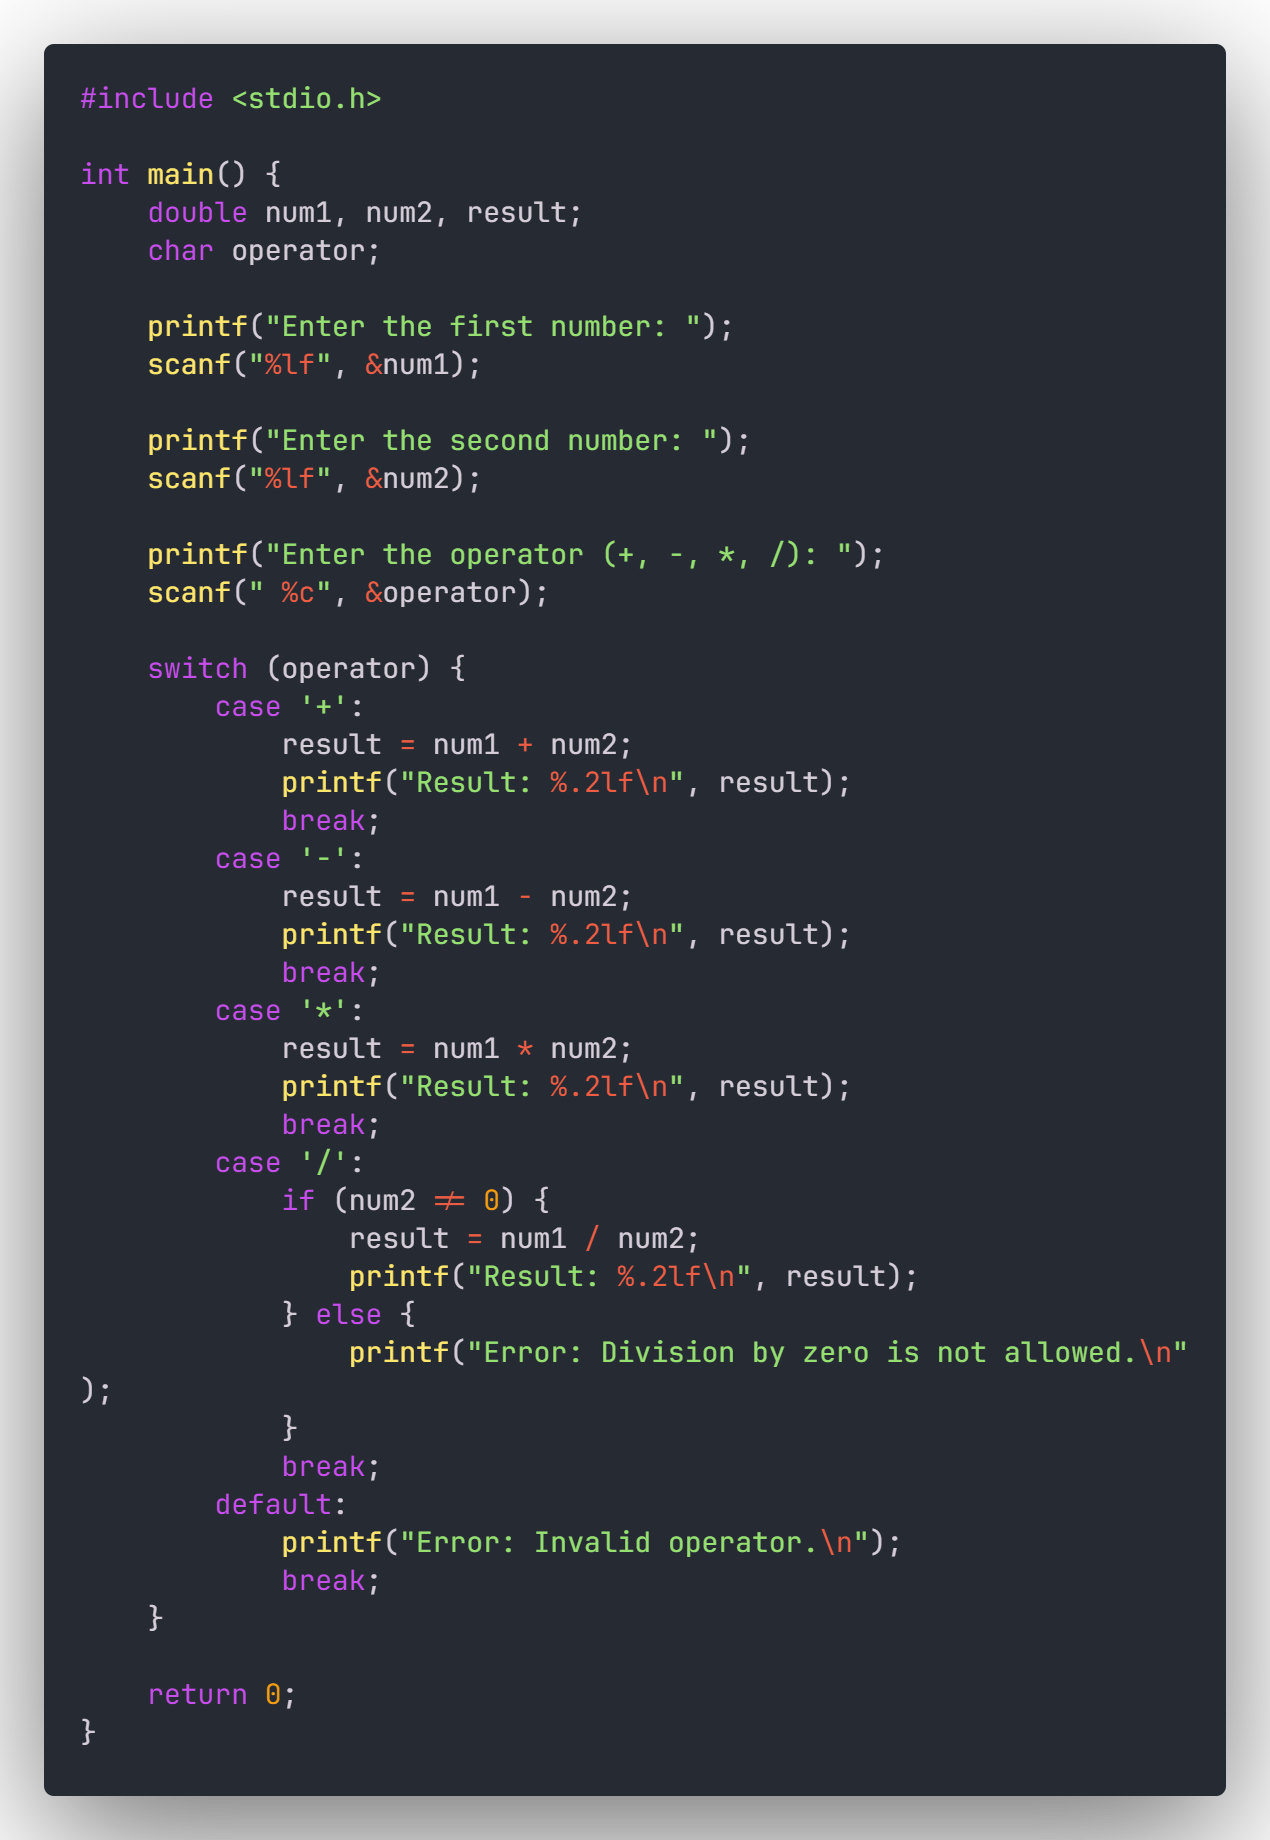 #include <stdio.h>

int main() {
    double num1, num2, result;
    char operator;

    printf("Enter the first number: ");
    scanf("%lf", &num1);

    printf("Enter the second number: ");
    scanf("%lf", &num2);

    printf("Enter the operator (+, -, *, /): ");
    scanf(" %c", &operator);

    switch (operator) {
        case '+':
            result = num1 + num2;
            printf("Result: %.2lf\n", result);
            break;
        case '-':
            result = num1 - num2;
            printf("Result: %.2lf\n", result);
            break;
        case '*':
            result = num1 * num2;
            printf("Result: %.2lf\n", result);
            break;
        case '/':
            if (num2 != 0) {
                result = num1 / num2;
                printf("Result: %.2lf\n", result);
            } else {
                printf("Error: Division by zero is not allowed.\n"
);
            }
            break;
        default:
            printf("Error: Invalid operator.\n");
            break;
    }

    return 0;
}